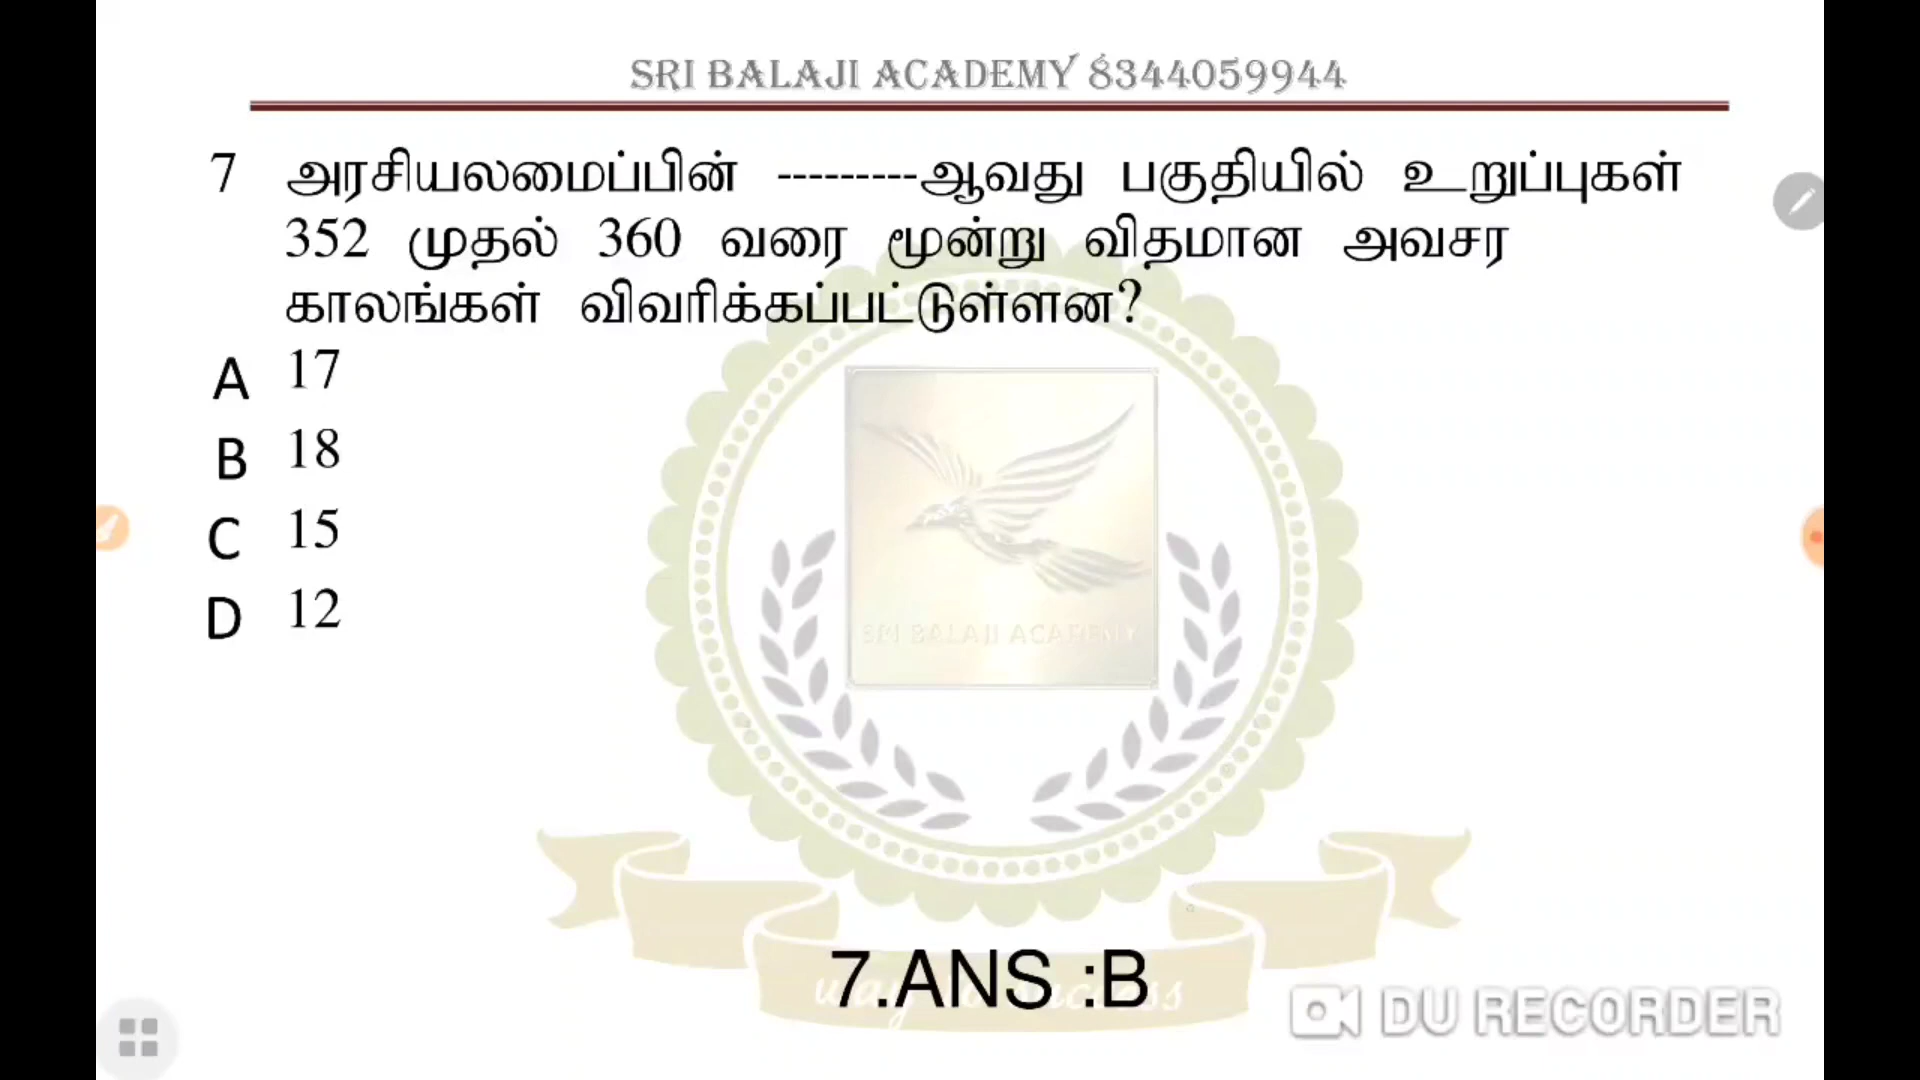 SRI BALAJI ACADEMY 8344059944
7 அரசியலமைப்பின் ---------ஆவது பகுதியில் உறுப்புகள்
352 முதல் 360 வரை மூன்று விதமான அவசர
காலங்கள் விவரிக்கப்பட்டுள்ளன?
A 17
B 18
C 15
D 12
SRI BALAJI ACADEMY
7.ANS :B
DU RECORDER